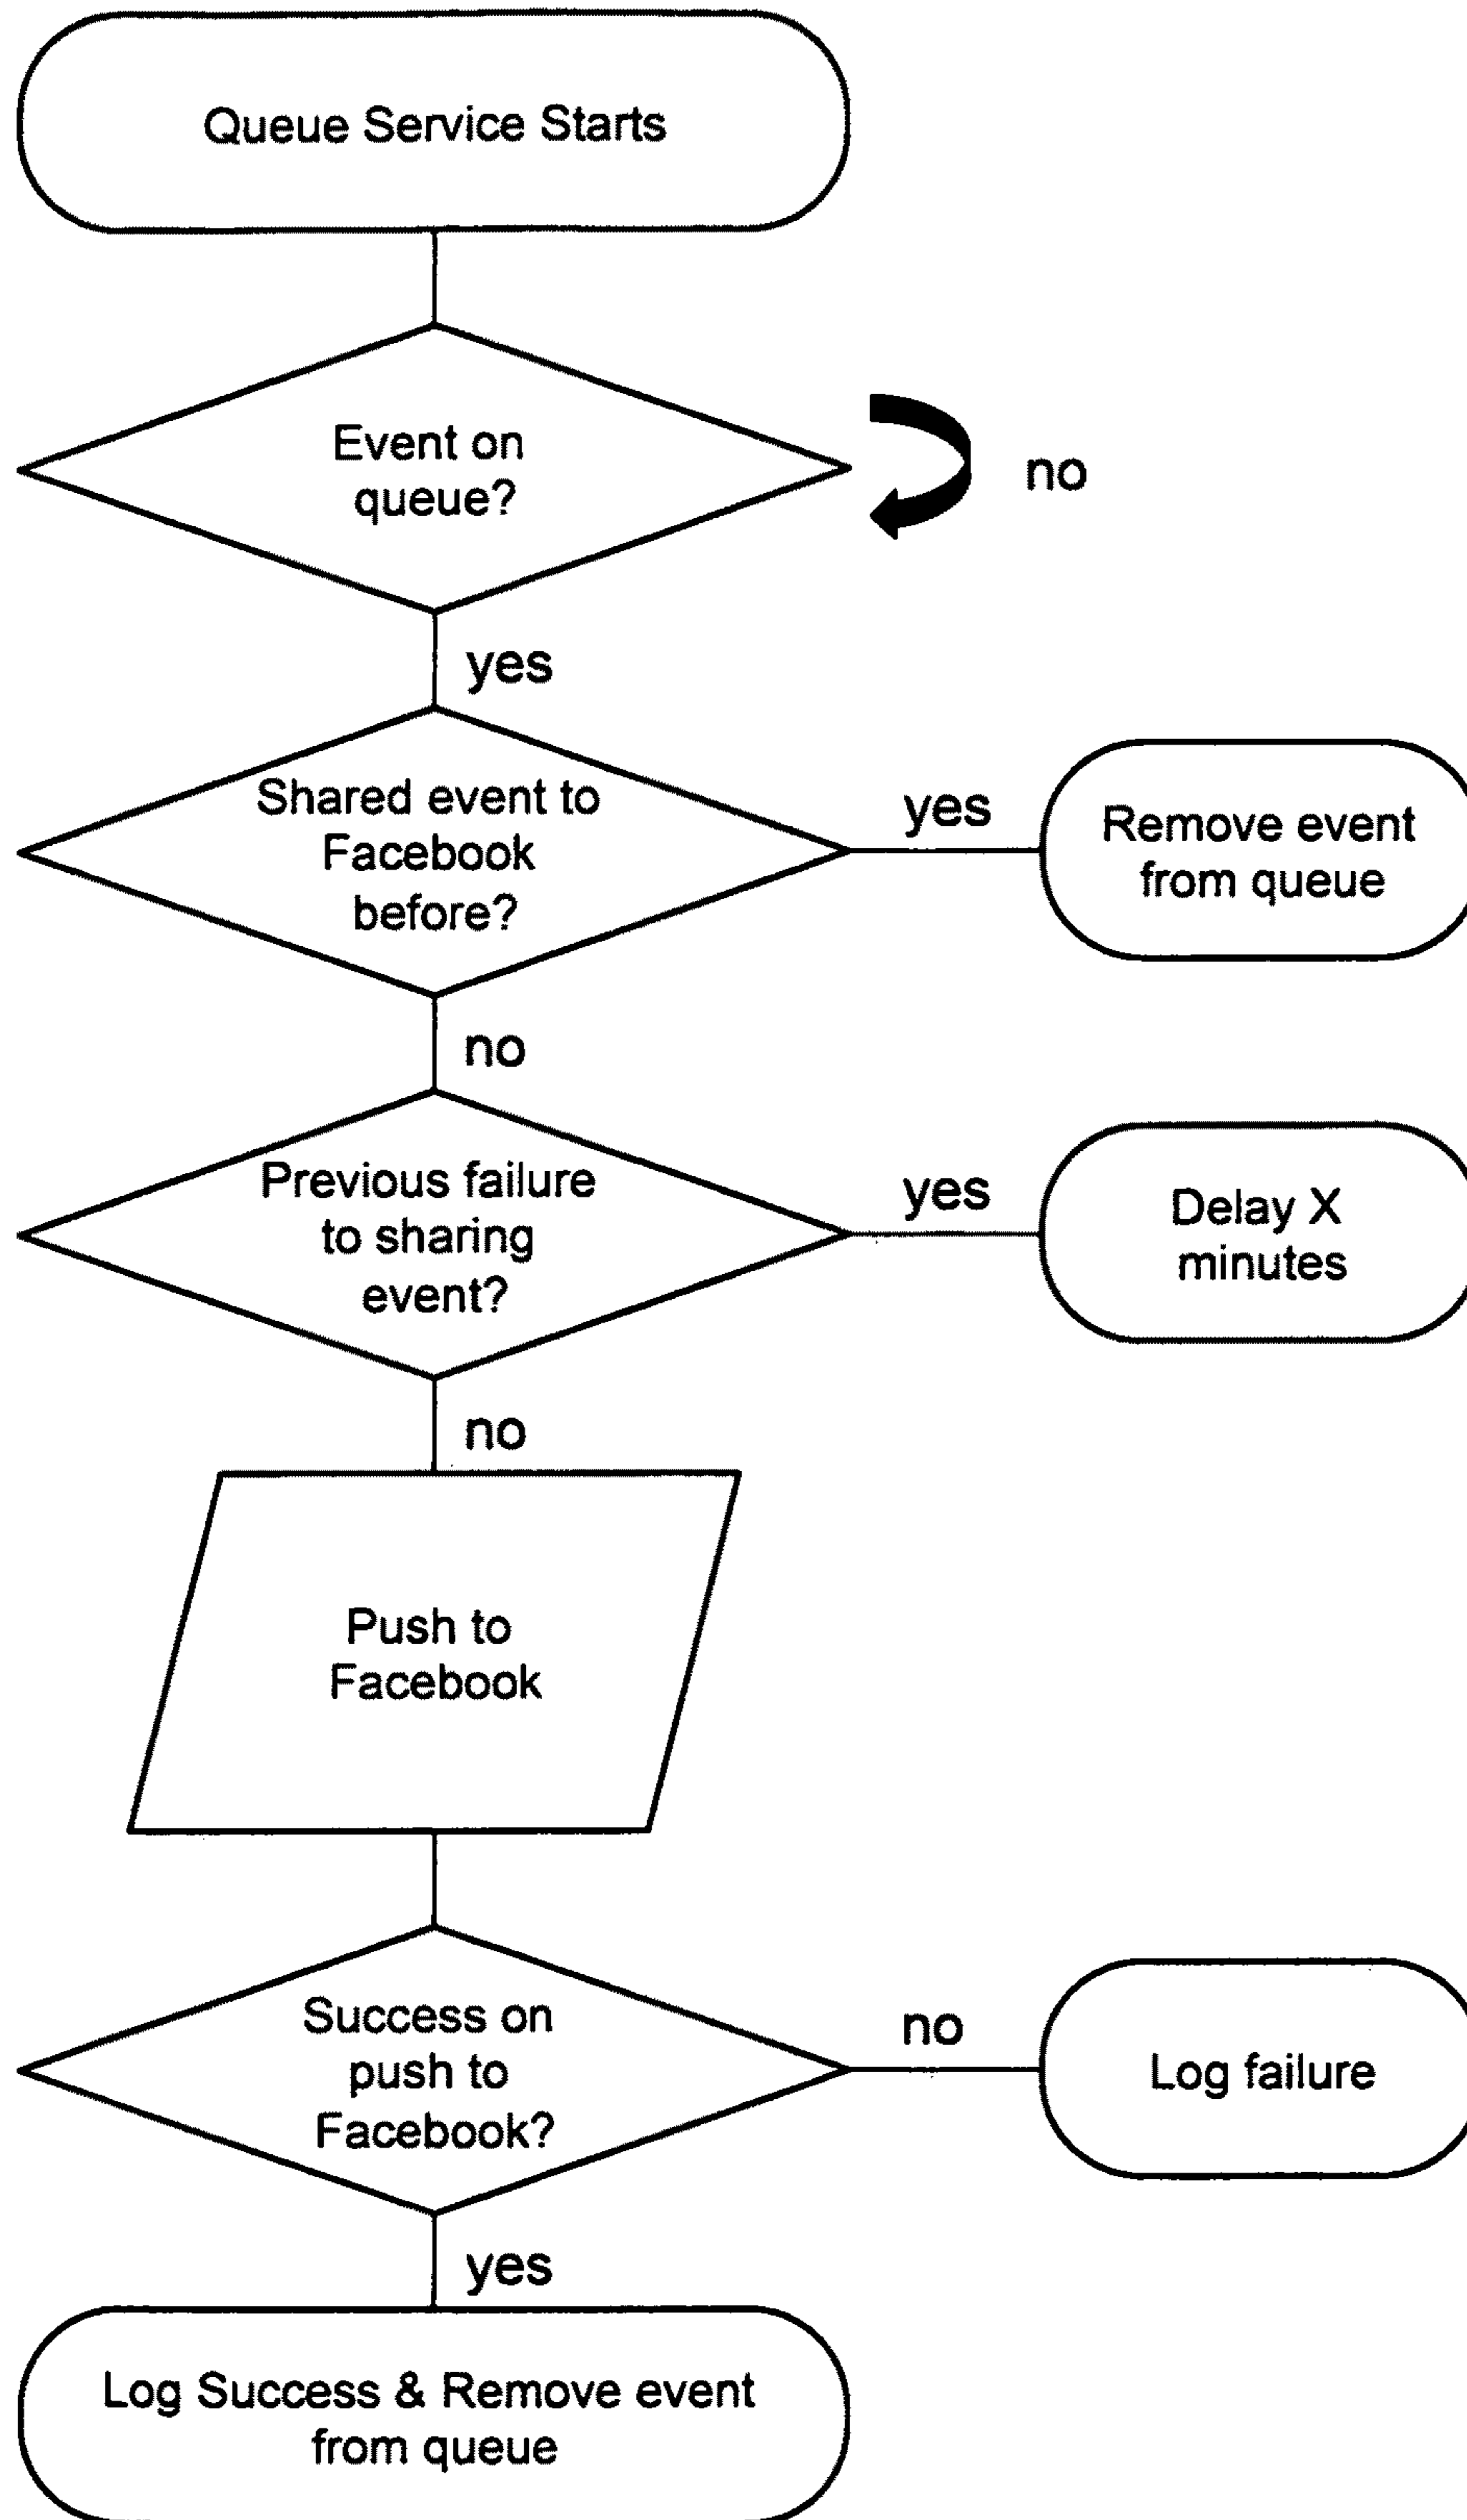 Queue Service Starts
Event on
queue?
no
yes
Shared event to
Facebook
before?
yes
Remove event
from queue
no
Previous failure
to sharing
event?
yes
Delay X
minutes
no
Push to
Facebook
Success on
push to
Facebook?
no
Log failure
yes
Log Success & Remove event
from queue